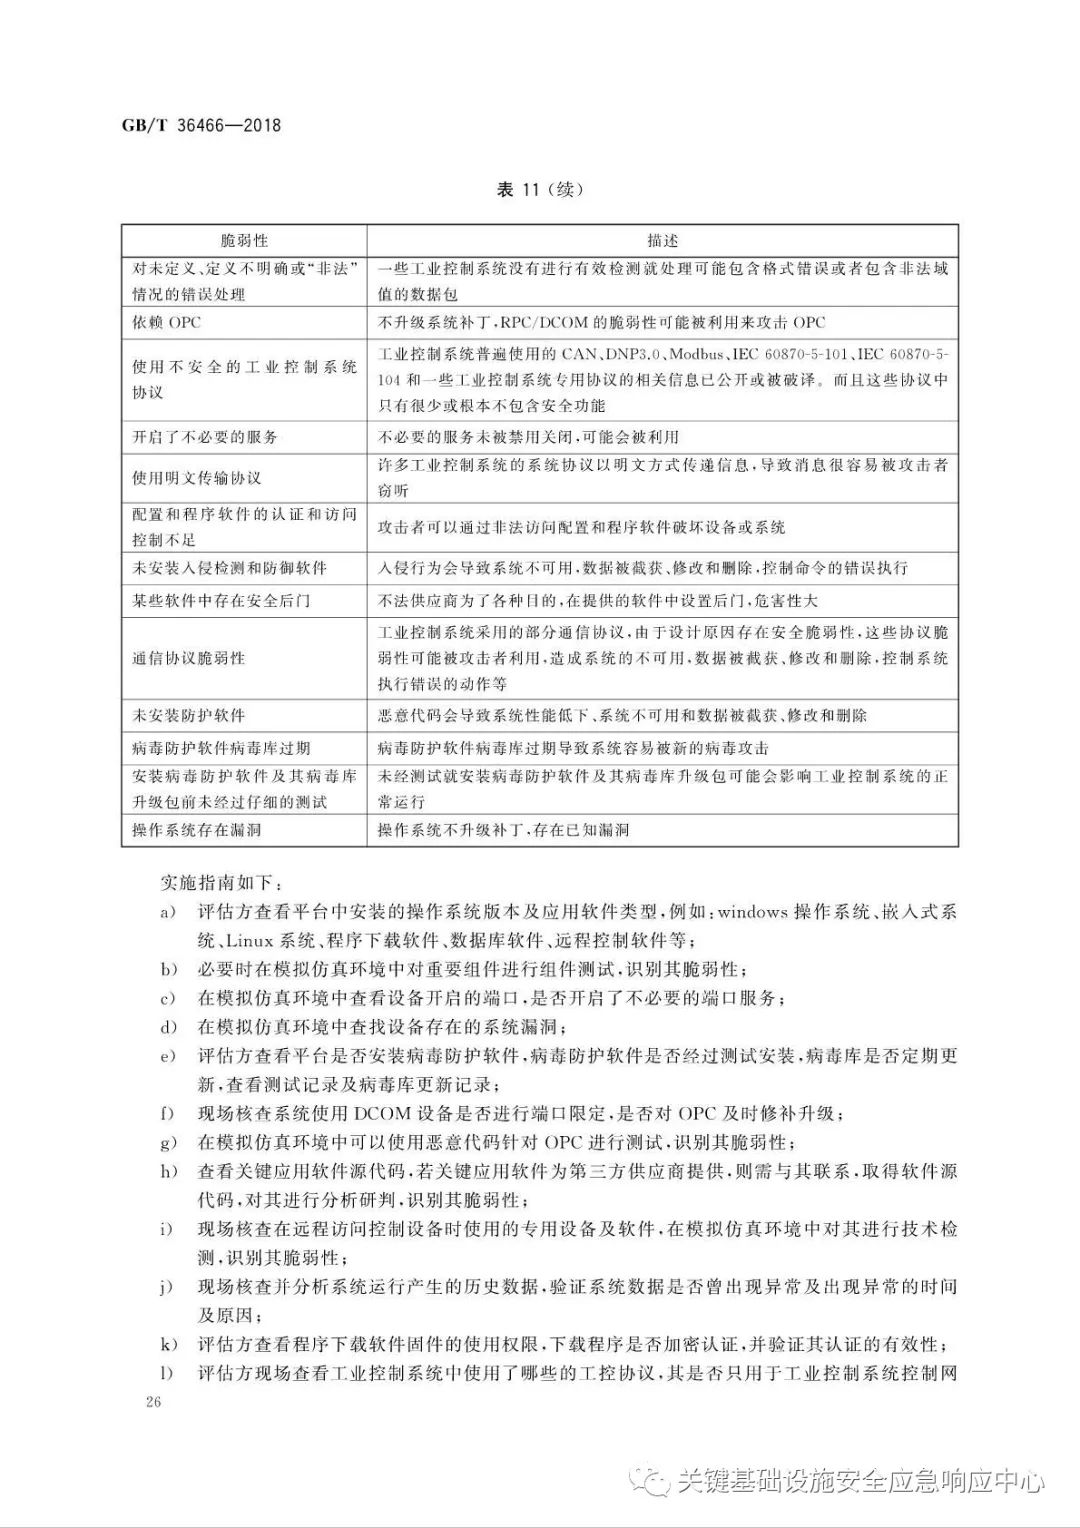 GB/T 36466—2018
表 11(续)
脆弱性 描述
对未定义、定义不明确或“非法” 一些工业控制系统没有进行有效检测就处理可能包含格式错误或者包含非法域
情况的错误处理 值的数据包
依赖 OPC 不升级系统补丁,RPC/DCOM 的脆弱性可能被利用来攻击 OPC
使用不安全的工业控制系统 工业控制系统普遍使用的 CAN、DNP3.0、Modbus、IEC 60870-5-101、IEC 60870-5-
协议 104 和一些工业控制系统专用协议的相关信息已公开或被破译。而且这些协议中
只有很少或根本不包含安全功能
开启了不必要的服务 不必要的服务未被禁用关闭,可能会被利用
使用明文传输协议 许多工业控制系统的系统协议以明文方式传递信息,导致消息很容易被攻击者
窃听
配置和程序软件的认证和访问 攻击者可以通过非法访问配置和程序软件破坏设备或系统
控制不足
未安装入侵检测和防御软件 入侵行为会导致系统不可用,数据被截获、修改和删除,控制命令的错误执行
某些软件中存在安全后门 不法供应商为了各种目的,在提供的软件中设置后门,危害性大
通信协议脆弱性 工业控制系统采用的部分通信协议,由于设计原因存在安全脆弱性,这些协议脆
弱性可能被攻击者利用,造成系统的不可用,数据被截获、修改和删除,控制系统
执行错误的动作等
未安装防护软件 恶意代码会导致系统性能低下、系统不可用和数据被截获、修改和删除
病毒防护软件病毒库过期 病毒防护软件病毒库过期导致系统容易被新的病毒攻击
安装病毒防护软件及其病毒库 未经测试就安装病毒防护软件及其病毒库升级包可能会影响工业控制系统的正
升级包前未经过仔细的测试 常运行
操作系统存在漏洞 操作系统不升级补丁,存在已知漏洞
实施指南如下:
a) 评估方查看平台中安装的操作系统版本及应用软件类型,例如:windows 操作系统、嵌入式系
统、Linux 系统、程序下载软件、数据库软件、远程控制软件等;
b) 必要时在模拟仿真环境中对重要组件进行组件测试,识别其脆弱性;
c) 在模拟仿真环境中查看设备开启的端口,是否开启了不必要的端口服务;
d) 在模拟仿真环境中查找设备存在的系统漏洞;
e) 评估方查看平台是否安装病毒防护软件,病毒防护软件是否经过测试安装,病毒库是否定期更
新,查看测试记录及病毒库更新记录;
f) 现场核查系统使用 DCOM 设备是否进行端口限定,是否对 OPC 及时修补升级;
g) 在模拟仿真环境中可以使用恶意代码针对 OPC 进行测试,识别其脆弱性;
h) 查看关键应用软件源代码,若关键应用软件为第三方供应商提供,则需与其联系,取得软件源
代码,对其进行分析研判,识别其脆弱性;
i) 现场核查在远程访问控制设备时使用的专用设备及软件,在模拟仿真环境中对其进行技术检
测,识别其脆弱性;
j) 现场核查并分析系统运行产生的历史数据,验证系统数据是否曾出现异常及出现异常的时间
及原因;
k) 评估方查看程序下载软件固件的使用权限,下载程序是否加密认证,并验证其认证的有效性;
l) 评估方现场查看工业控制系统中使用了哪些的工控协议,其是否只用于工业控制系统控制网
26
关键基础设施安全应急响应中心